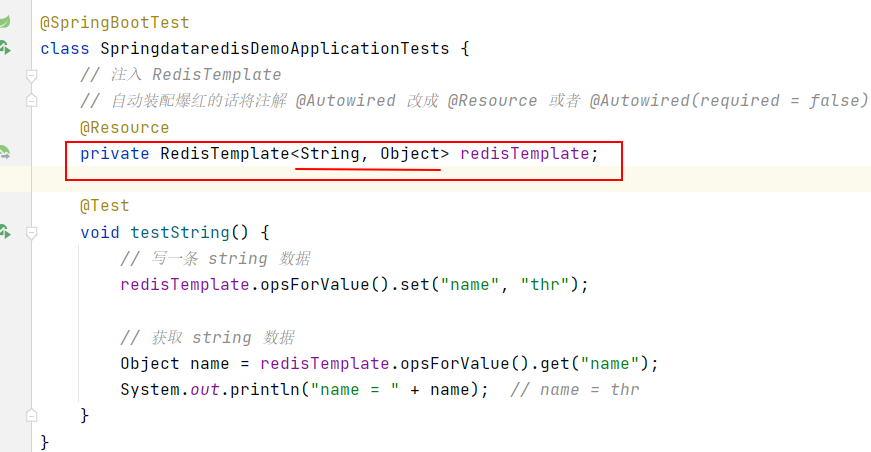 @SpringBootTest
class SpringdataredisDemoApplicationTests {
    // 注入 RedisTemplate
    // 自动装配爆红的话将注解 @Autowired 改成 @Resource 或者 @Autowired(required = false)
    @Resource
    private RedisTemplate<String, Object> redisTemplate;
    @Test
    void testString() {
        // 写一条 string 数据
        redisTemplate.opsForValue().set("name", "thr");
        // 获取 string 数据
        Object name = redisTemplate.opsForValue().get("name");
        System.out.println("name = " + name);  // name = thr
    }
}